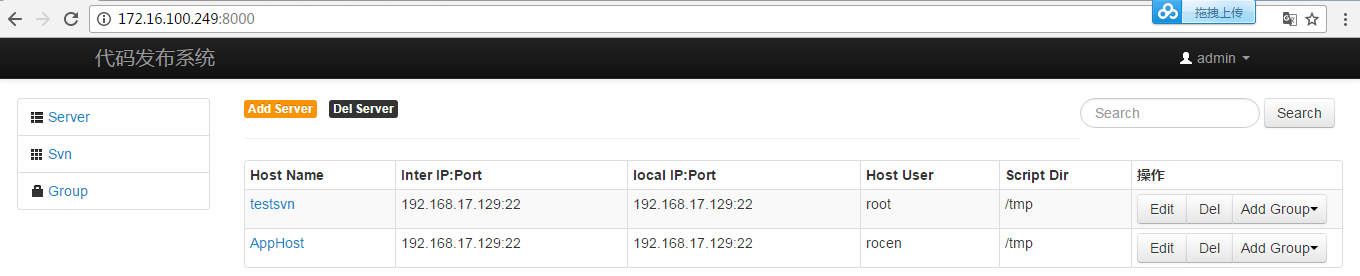 172.16.100.249:8000
拖拽上传
代码发布系统
admin
Server
Svn
Group
Add Server Del Server
Search Search
Host Name Inter IP:Port local IP:Port Host User Script Dir 操作
testsvn 192.168.17.129:22 192.168.17.129:22 root /tmp Edit Del Add Group
AppHost 192.168.17.129:22 192.168.17.129:22 rocen /tmp Edit Del Add Group